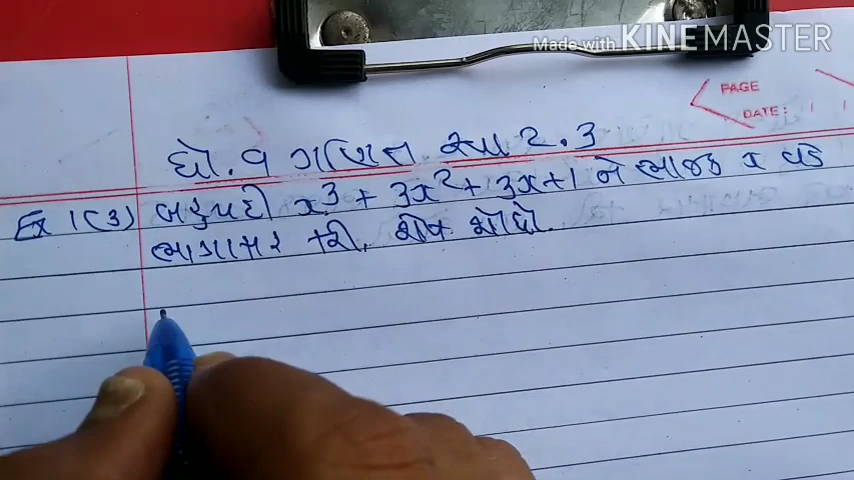 Made with KINEMASTER
PAGE
DATE:
ધો. ૧ ગણિત સ્વા ૨.૩
Ex 1(3) બહુપદી x³ + 3x² + 3x + 1 ને ભાજક x વડે
ભાગાકાર કરી, શેષ શોધો.